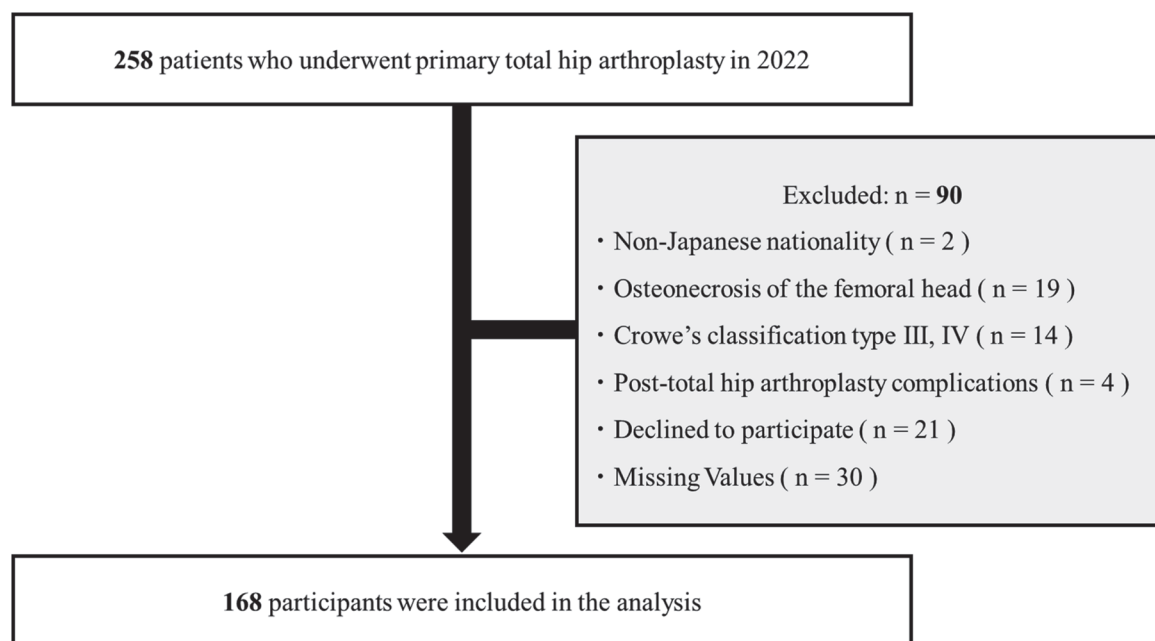 258 patients who underwent primary total hip arthroplasty in 2022
Excluded: n = 90
・Non-Japanese nationality ( n = 2 )
・Osteonecrosis of the femoral head ( n = 19 )
・Crowe’s classification type III, IV ( n = 14 )
・Post-total hip arthroplasty complications ( n = 4 )
・Declined to participate ( n = 21 )
・Missing Values ( n = 30 )
168 participants were included in the analysis